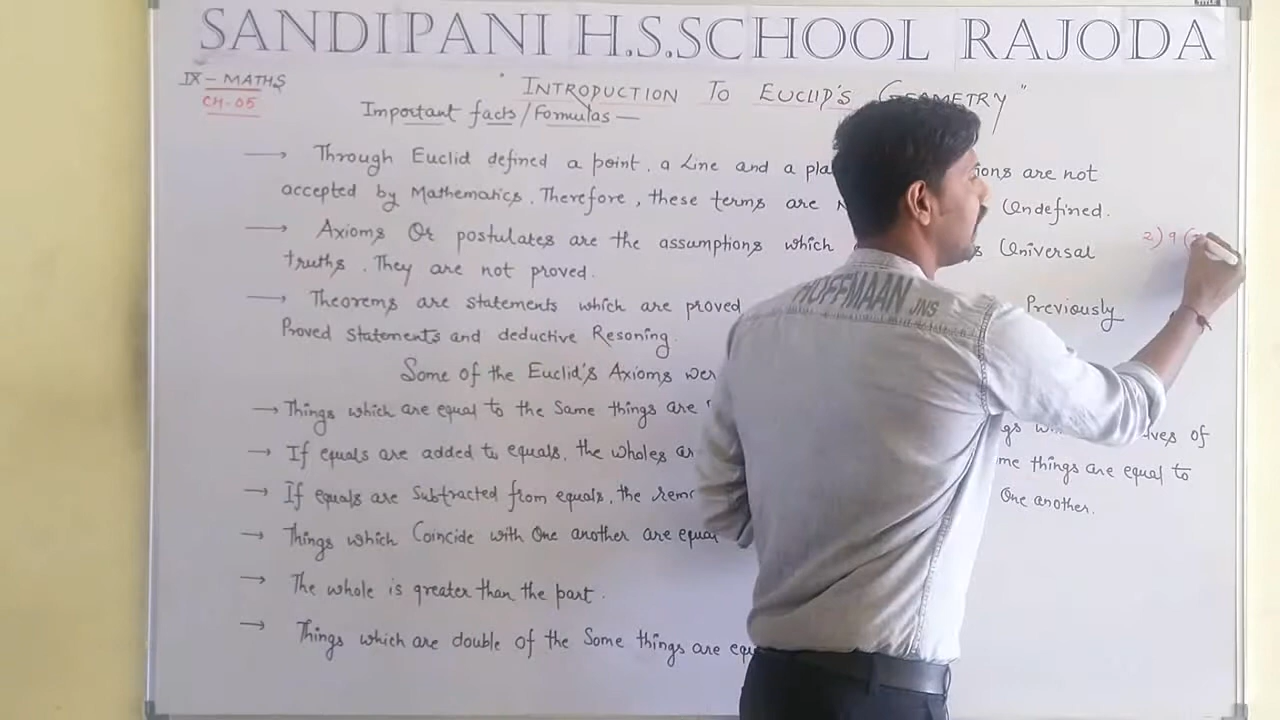 SANDIPANI H.S.SCHOOL RAJODA
IX - MATHS
CH-05
" INTRODUCTION TO EUCLID'S GEOMETRY "
Important facts / Formulas —
→ Through Euclid defined a point, a Line and a pla ions are not
accepted by Mathematics. Therefore, these terms are Undefined.
→ Axioms Or postulates are the assumptions which Universal
truths. They are not proved.
→ Theorems are statements which are proved Previously
Proved Statements and deductive Resoning.
Some of the Euclid's Axioms wer
→ Things which are equal to the Same things are
→ If equals are added to equals, the wholes ar
→ If equals are Subtracted from equals, the rem
→ Things which Coincide with One another are equal
→ The whole is greater than the part.
→ Things which are double of the Some things are equ
gs w lves of
me things are equal to
One another.
2) 9 (
HOFFMAAN JNS